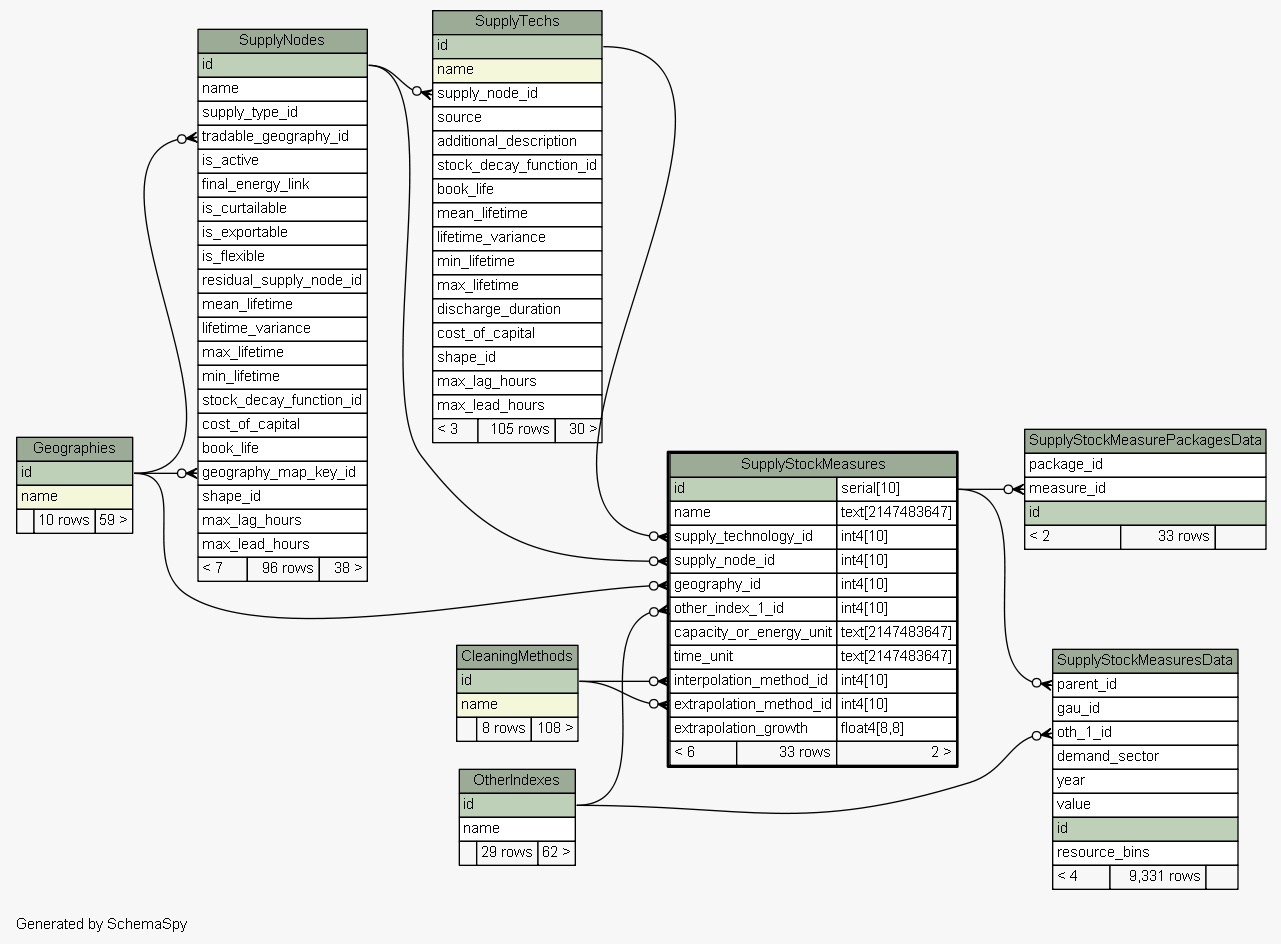 SupplyNodes
id
name
supply_type_id
tradable_geography_id
is_active
final_energy_link
is_curtailable
is_exportable
is_flexible
residual_supply_node_id
mean_lifetime
lifetime_variance
max_lifetime
min_lifetime
stock_decay_function_id
cost_of_capital
book_life
geography_map_key_id
shape_id
max_lag_hours
max_lead_hours
< 7 96 rows 38 >
SupplyTechs
id
name
supply_node_id
source
additional_description
stock_decay_function_id
book_life
mean_lifetime
lifetime_variance
min_lifetime
max_lifetime
discharge_duration
cost_of_capital
shape_id
max_lag_hours
max_lead_hours
< 3 105 rows 30 >
Geographies
id
name
10 rows 59 >
SupplyStockMeasures
id serial[10]
name text[2147483647]
supply_technology_id int4[10]
supply_node_id int4[10]
geography_id int4[10]
other_index_1_id int4[10]
capacity_or_energy_unit text[2147483647]
time_unit text[2147483647]
interpolation_method_id int4[10]
extrapolation_method_id int4[10]
extrapolation_growth float4[8,8]
< 6 33 rows 2 >
SupplyStockMeasurePackagesData
package_id
measure_id
id
< 2 33 rows
CleaningMethods
id
name
8 rows 108 >
OtherIndexes
id
name
29 rows 62 >
SupplyStockMeasuresData
parent_id
gau_id
oth_1_id
demand_sector
year
value
id
resource_bins
< 4 9,331 rows
Generated by SchemaSpy